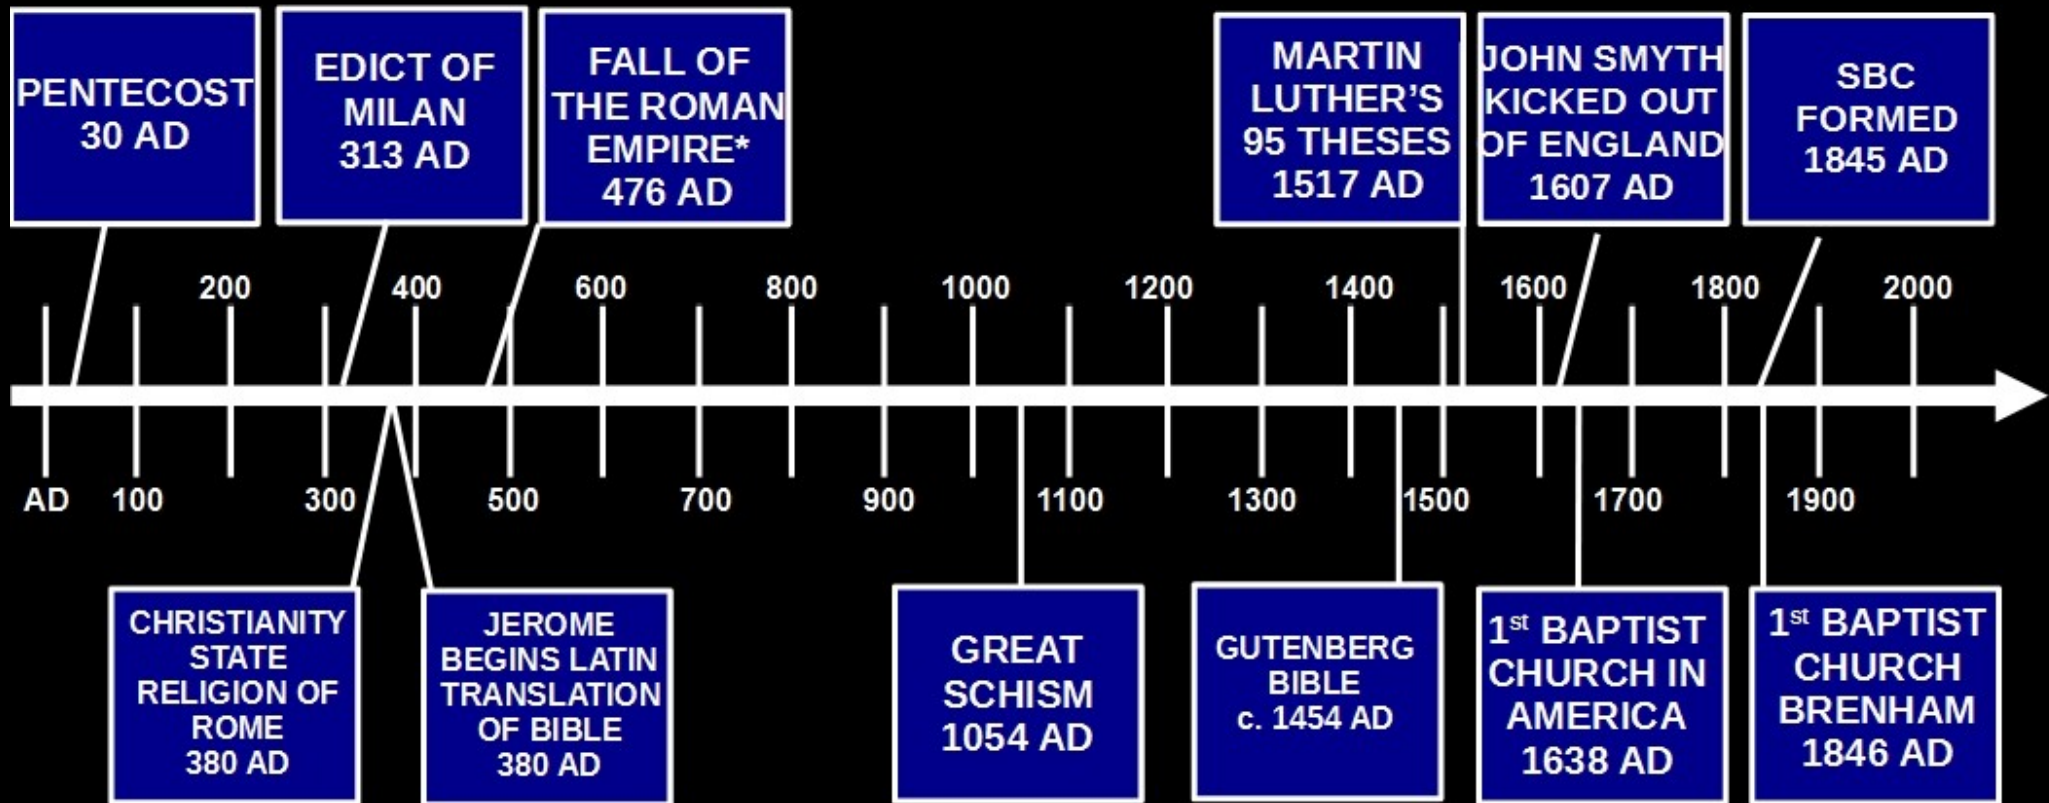 PENTECOST
30 AD
EDICT OF
MILAN
313 AD
FALL OF
THE ROMAN
EMPIRE*
476 AD
MARTIN
LUTHER’S
95 THESES
1517 AD
JOHN SMYTH
KICKED OUT
OF ENGLAND
1607 AD
SBC
FORMED
1845 AD
200 400 600 800 1000 1200 1400 1600 1800 2000
AD 100 300 500 700 900 1100 1300 1500 1700 1900
CHRISTIANITY
STATE
RELIGION OF
ROME
380 AD
JEROME
BEGINS LATIN
TRANSLATION
OF BIBLE
380 AD
GREAT
SCHISM
1054 AD
GUTENBERG
BIBLE
c. 1454 AD
1st BAPTIST
CHURCH IN
AMERICA
1638 AD
1st BAPTIST
CHURCH
BRENHAM
1846 AD